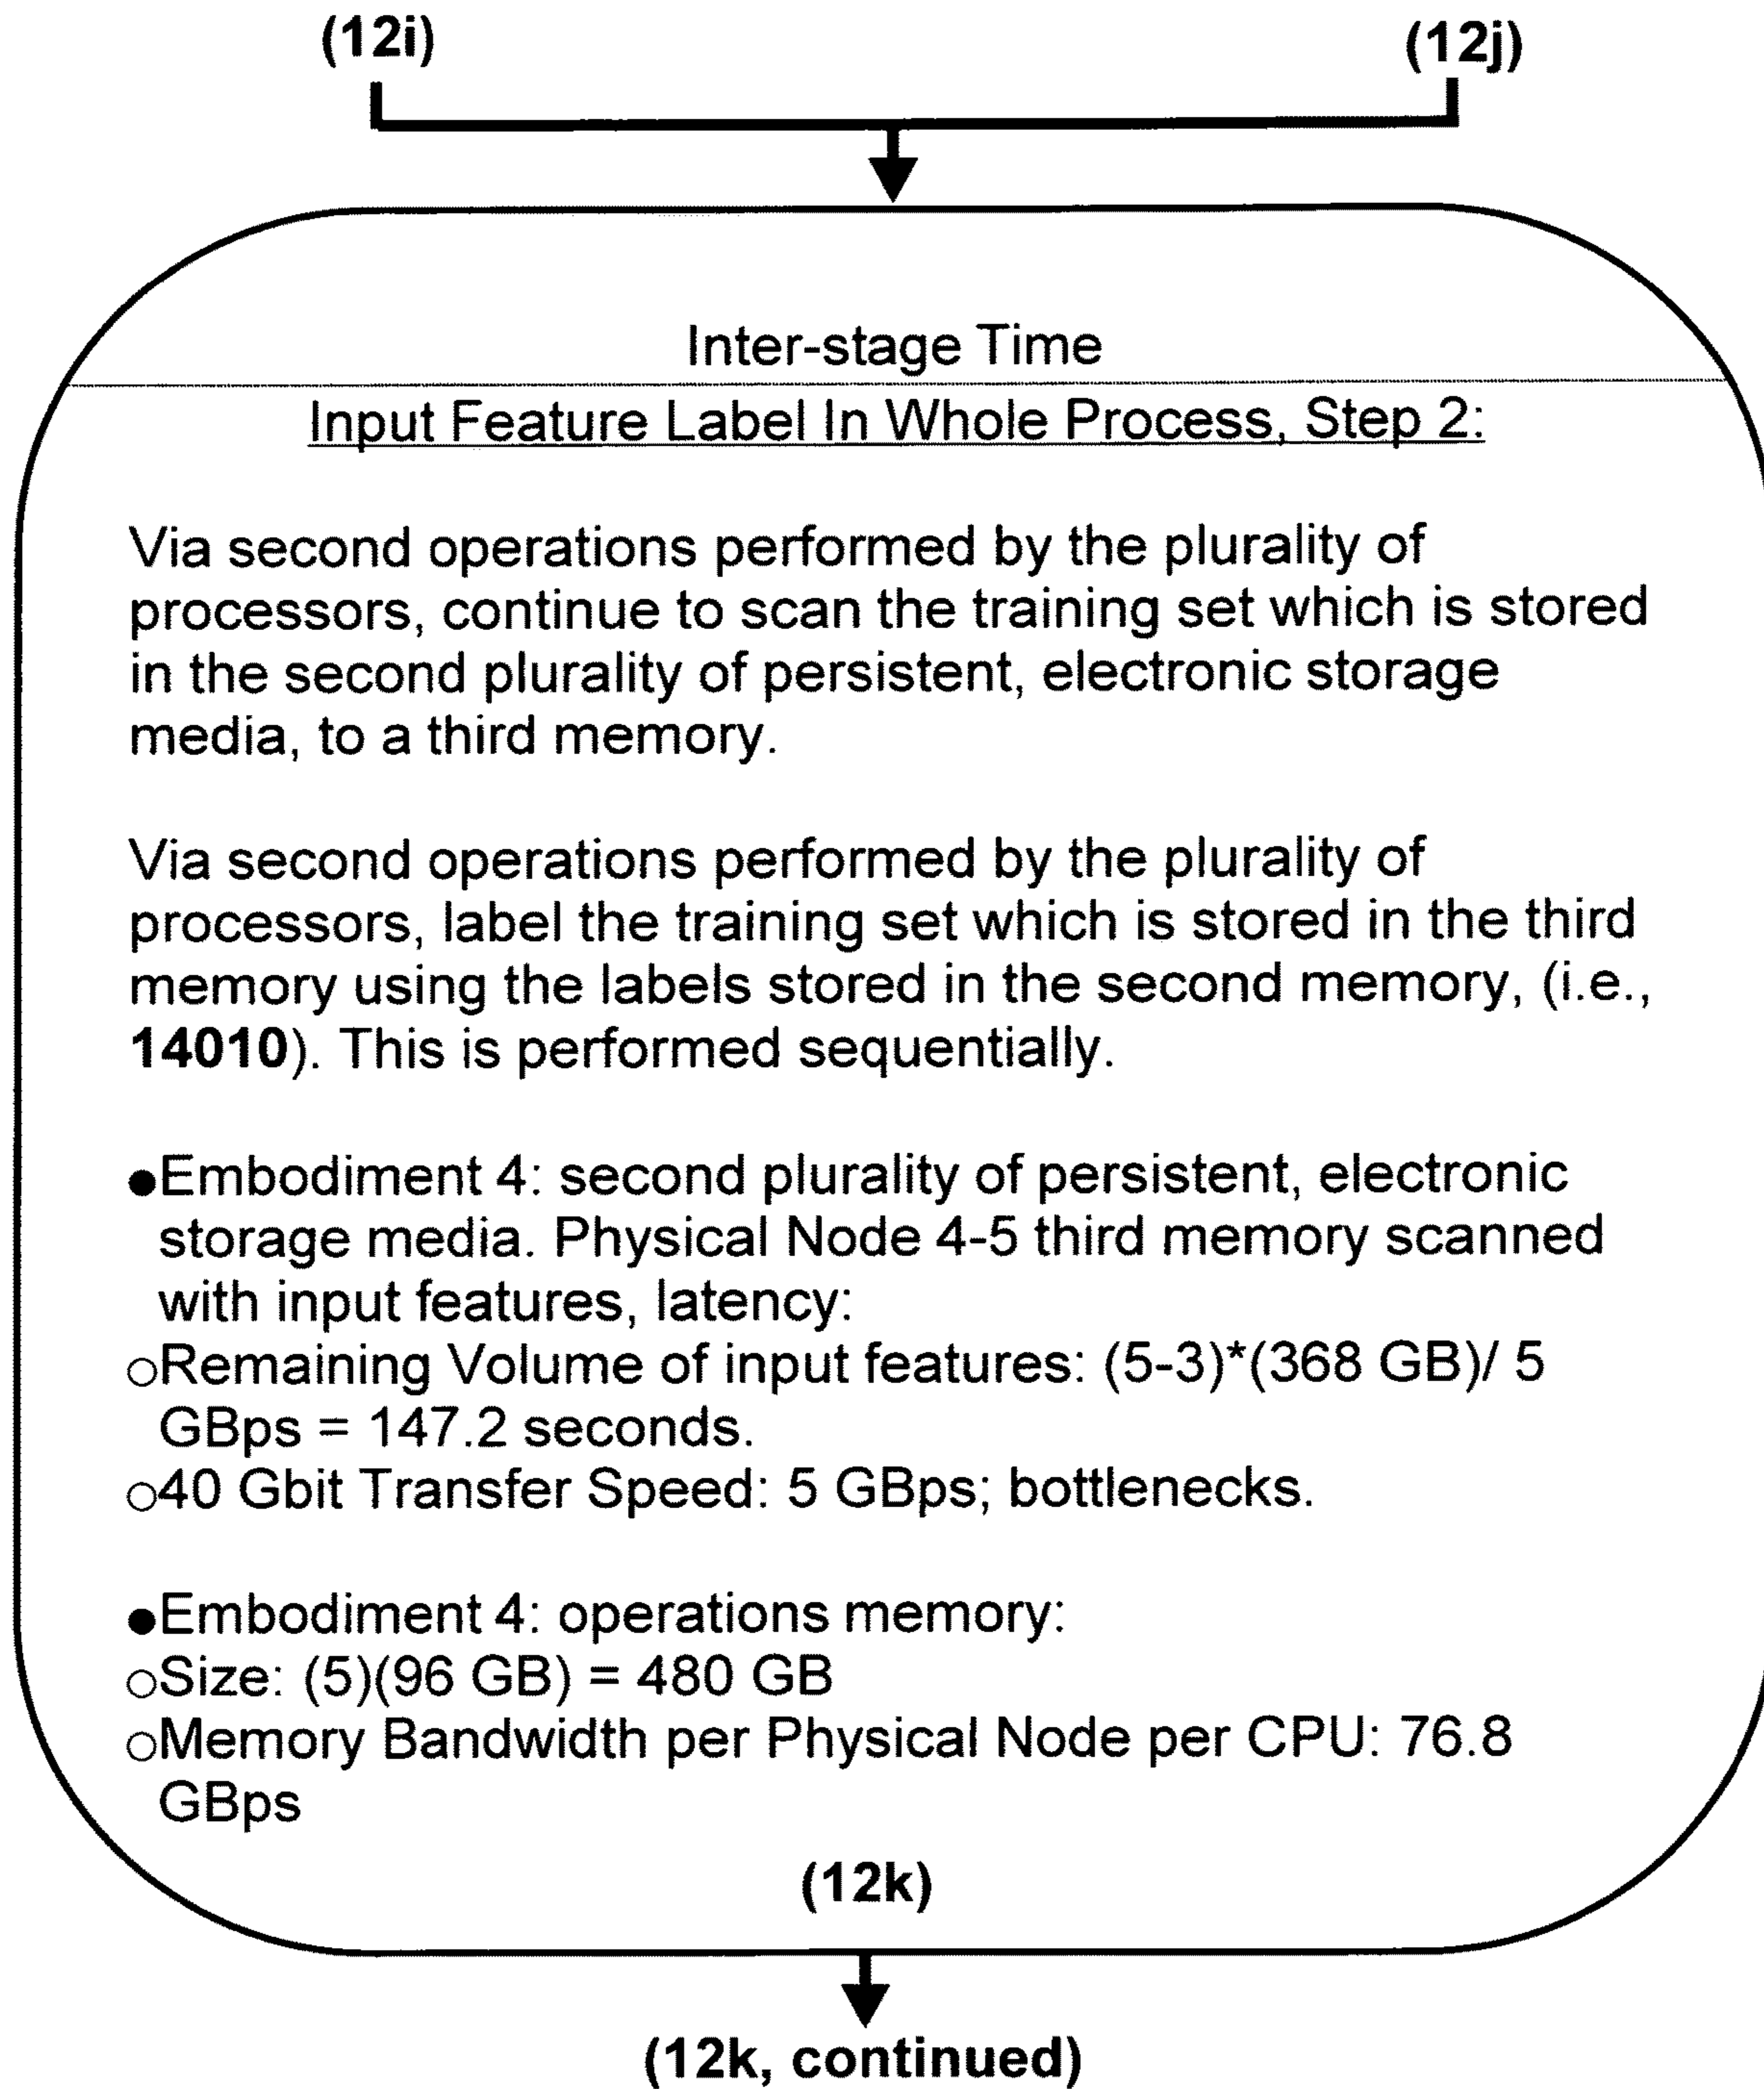 (12i) (12j)
Inter-stage Time
Input Feature Label In Whole Process, Step 2:
Via second operations performed by the plurality of
processors, continue to scan the training set which is stored
in the second plurality of persistent, electronic storage
media, to a third memory.
Via second operations performed by the plurality of
processors, label the training set which is stored in the third
memory using the labels stored in the second memory, (i.e.,
14010). This is performed sequentially.
●Embodiment 4: second plurality of persistent, electronic
storage media. Physical Node 4-5 third memory scanned
with input features, latency:
○Remaining Volume of input features: (5-3)*(368 GB)/ 5
GBps = 147.2 seconds.
○40 Gbit Transfer Speed: 5 GBps; bottlenecks.
●Embodiment 4: operations memory:
○Size: (5)(96 GB) = 480 GB
○Memory Bandwidth per Physical Node per CPU: 76.8
GBps
(12k)
(12k, continued)